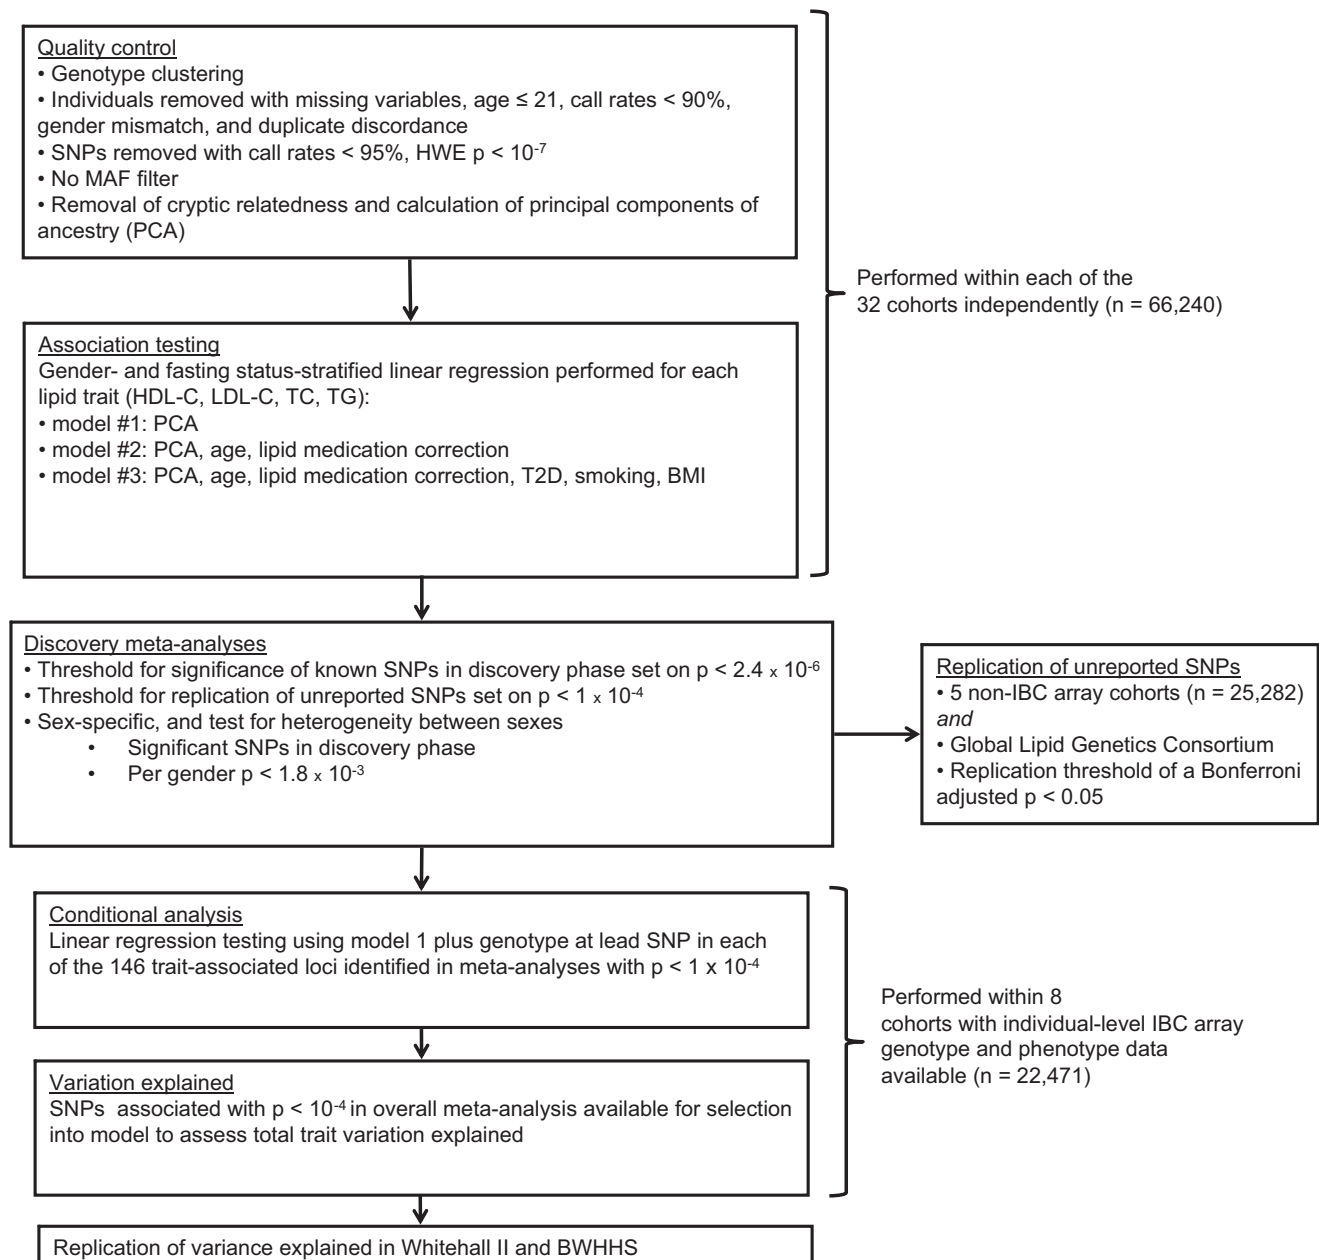 Quality control
• Genotype clustering
• Individuals removed with missing variables, age ≤ 21, call rates < 90%,
gender mismatch, and duplicate discordance
• SNPs removed with call rates < 95%, HWE p < 10⁻⁷
• No MAF filter
• Removal of cryptic relatedness and calculation of principal components of
ancestry (PCA)
Performed within each of the
32 cohorts independently (n = 66,240)
Association testing
Gender- and fasting status-stratified linear regression performed for each
lipid trait (HDL-C, LDL-C, TC, TG):
• model #1: PCA
• model #2: PCA, age, lipid medication correction
• model #3: PCA, age, lipid medication correction, T2D, smoking, BMI
Discovery meta-analyses
• Threshold for significance of known SNPs in discovery phase set on p < 2.4 x 10⁻⁶
• Threshold for replication of unreported SNPs set on p < 1 x 10⁻⁴
• Sex-specific, and test for heterogeneity between sexes
• Significant SNPs in discovery phase
• Per gender p < 1.8 x 10⁻³
Replication of unreported SNPs
• 5 non-IBC array cohorts (n = 25,282)
and
• Global Lipid Genetics Consortium
• Replication threshold of a Bonferroni
adjusted p < 0.05
Conditional analysis
Linear regression testing using model 1 plus genotype at lead SNP in each
of the 146 trait-associated loci identified in meta-analyses with p < 1 x 10⁻⁴
Performed within 8
cohorts with individual-level IBC array
genotype and phenotype data
available (n = 22,471)
Variation explained
SNPs associated with p < 10⁻⁴ in overall meta-analysis available for selection
into model to assess total trait variation explained
Replication of variance explained in Whitehall II and BWHHS